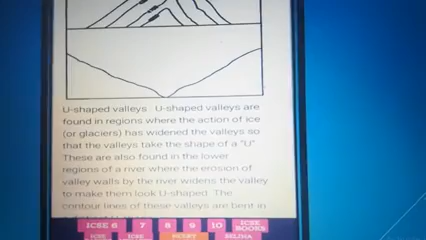 U-shaped valleys U-shaped valleys are
found in regions where the action of ice
(or glaciers) has widened the valleys so
that the valleys take the shape of a "U"
These are also found in the lower
regions of a river where the erosion of
valley walls by the river widens the valley
to make them look U-shaped The
contour lines of these valleys are bent in
ICSE 6 7 8 9 10 ICSE BOOKS
ICSE ICSE SELINA